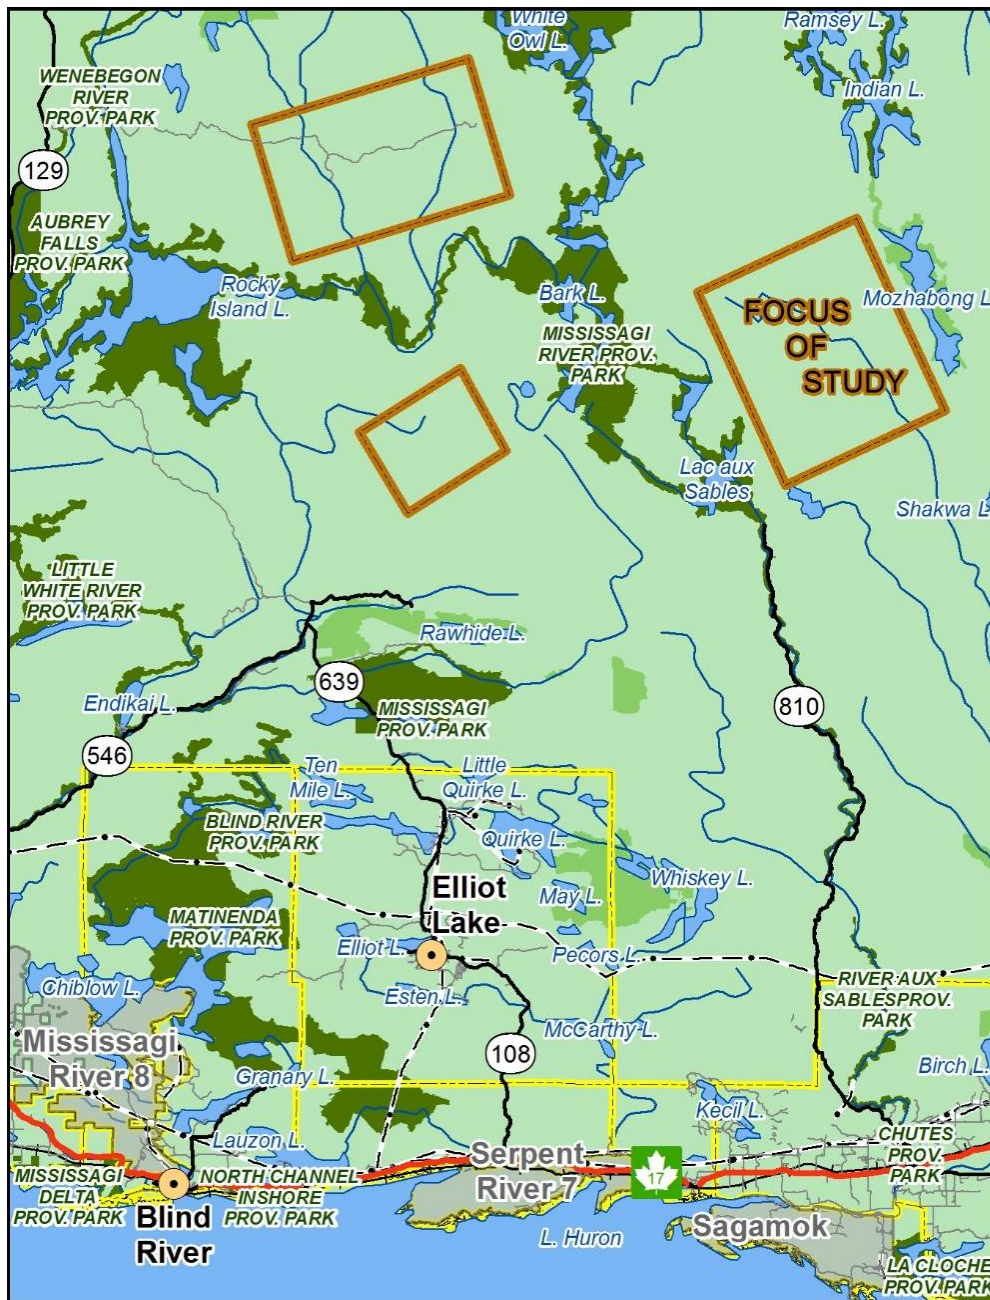 White
Owl L.
Ramsey L.
WENEBEGON
RIVER
PROV. PARK
Indian L.
129
AUBREY
FALLS
PROV. PARK
Rocky
Island L.
Bark L.
Mozhabong L
FOCUS
OF
STUDY
MISSISSAGI
RIVER PROV.
PARK
Lac aux
Sables
Shakwa L
LITTLE
WHITE RIVER
PROV. PARK
Rawhide L.
639
Endikai L.
MISSISSAGI
PROV. PARK
810
546
Ten
Mile L.
Little
Quirke L.
BLIND RIVER
PROV. PARK
Quirke L.
Whiskey L.
Elliot
Lake
May L.
MATINENDA
PROV. PARK
Elliot L.
Pecors L.
Chiblow L.
Esten L.
RIVER AUX
SABLESPROV.
PARK
Mississagi
River 8
McCarthy L.
108
Granary L.
Birch L.
Kecil L.
Lauzon L.
CHUTES
PROV.
PARK
Serpent
River 7
17
MISSISSAGI
DELTA
PROV. PARK
NORTH CHANNEL
INSHORE
PROV. PARK
Blind
River
L. Huron
Sagamok
LA CLOCHE
PROV. PARK